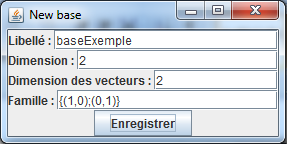 New base
Libellé : baseExemple
Dimension : 2
Dimension des vecteurs : 2
Famille : {(1,0);(0,1)}
Enregistrer